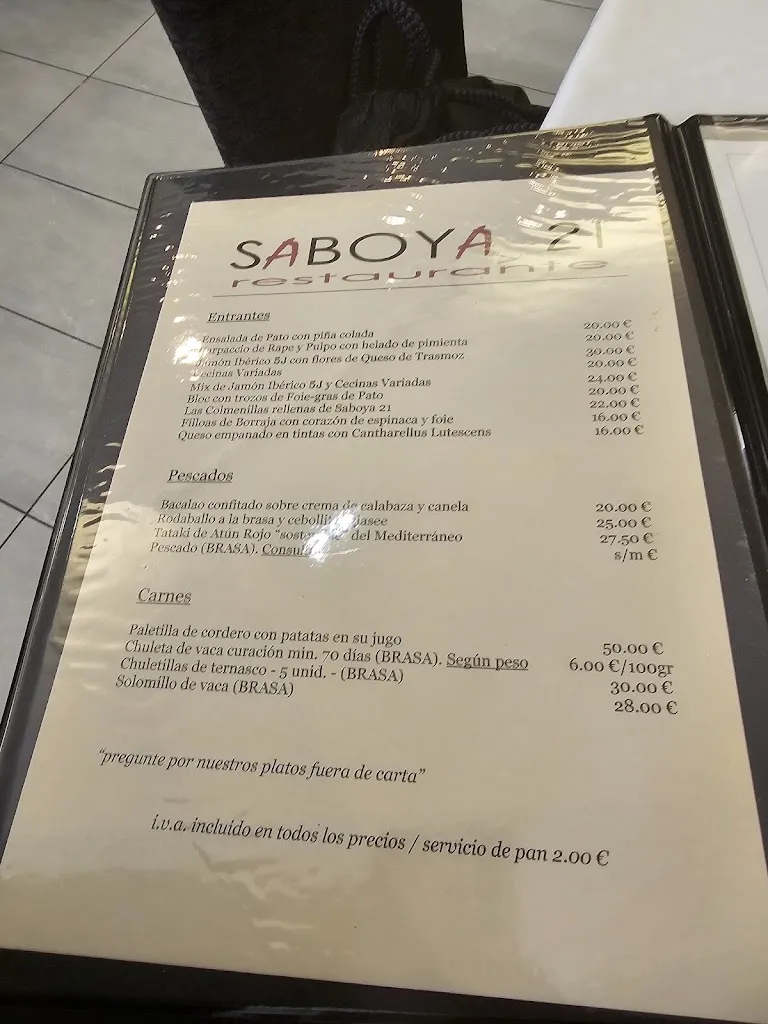 SABOYA 21
restaurante
Entrantes
Ensalada de Pato con piña colada 20.00 €
Carpaccio de Rape y Pulpo con helado de pimienta 20.00 €
Jamón Ibérico 5J con flores de Queso de Trasmoz 30.00 €
Cecinas Variadas 20.00 €
Mix de Jamón Ibérico 5J y Cecinas Variadas 24.00 €
Bloc con trozos de Foie-gras de Pato 20.00 €
Las Colmenillas rellenas de Saboya 21 22.00 €
Filloas de Borraja con corazón de espinaca y foie 16.00 €
Queso empanado en tintas con Cantharellus Lutescens 16.00 €
Pescados
Bacalao confitado sobre crema de calabaza y canela 20.00 €
Rodaballo a la brasa y 25.00 €
Tataki de Atún Rojo del Mediterráneo 27.50 €
Pescado (BRASA). s/m €
Carnes
Paletilla de cordero con patatas en su jugo 50.00 €
Chuleta de vaca curación min. 70 días (BRASA). Según peso 6.00 €/100gr
Chuletillas de ternasco - 5 unid. - (BRASA) 30.00 €
Solomillo de vaca (BRASA) 28.00 €
"pregunte por nuestros platos fuera de carta"
i.v.a. incluido en todos los precios / servicio de pan 2.00 €